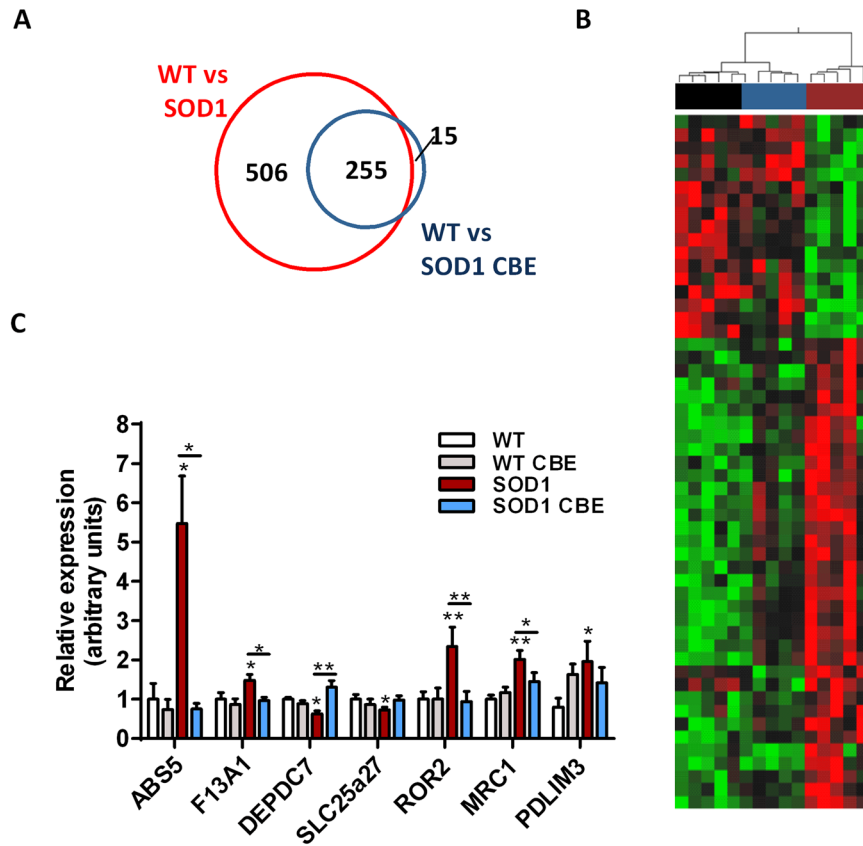 A
B
WT vs
SOD1
15
506
255
WT vs
SOD1 CBE
C
Relative expression
(arbitrary units)
8
7
6
5
4
3
2
1
0
WT
WT CBE
SOD1
SOD1 CBE
*
*
*
*
*
**
*
**
**
*
**
*
ABS5
F13A1
DEPDC7
SLC25a27
ROR2
MRC1
PDLIM3